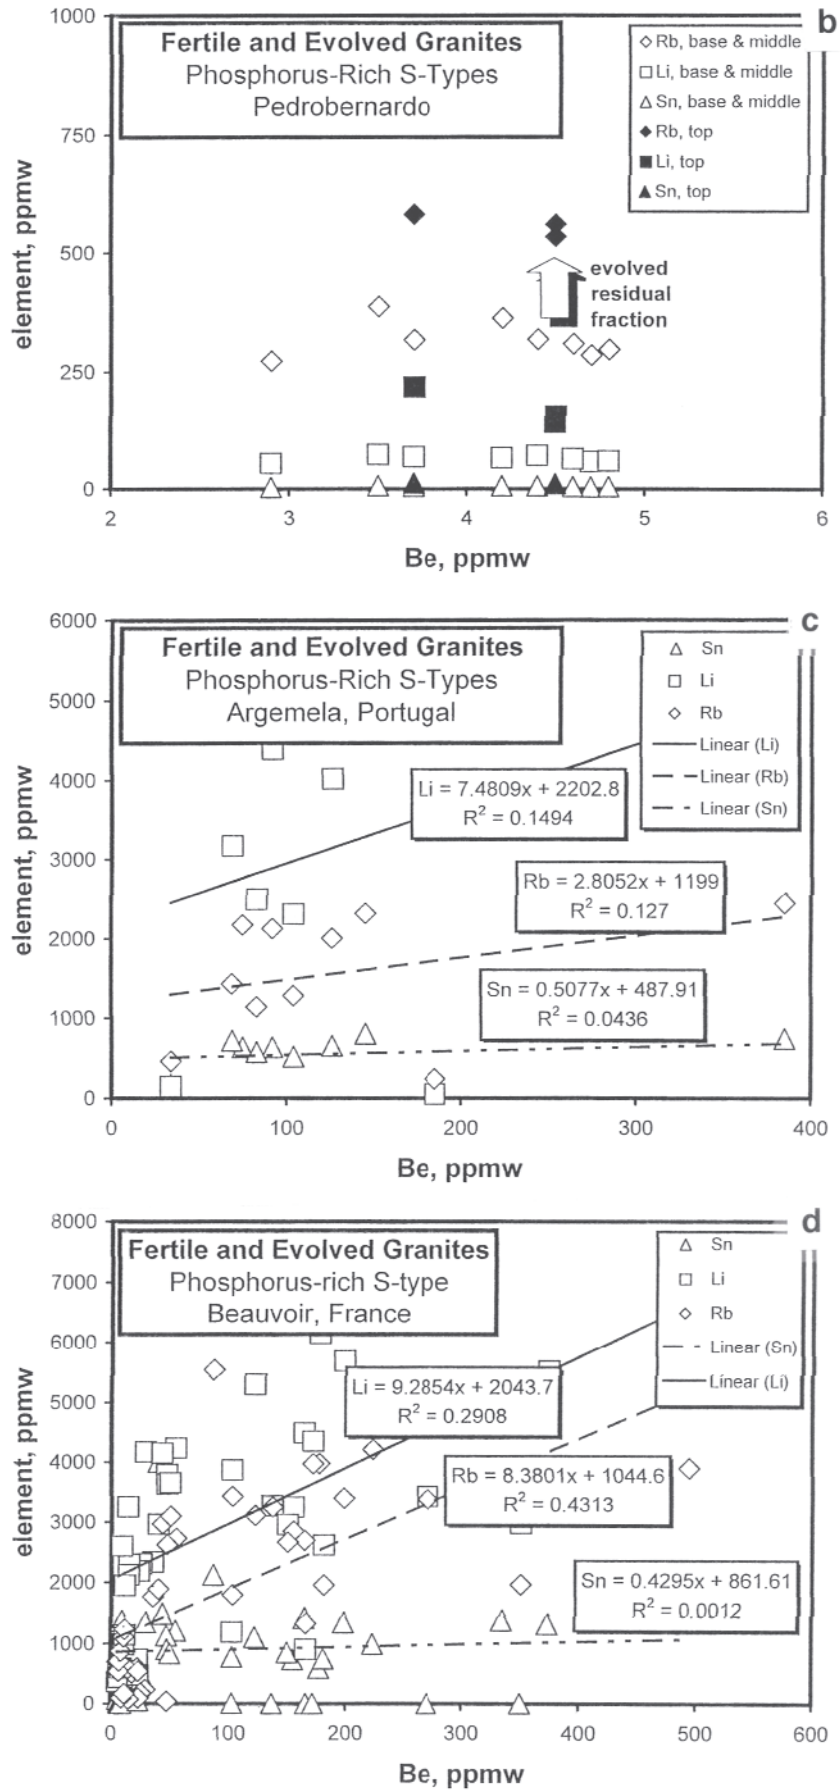 b
Fertile and Evolved Granites
Phosphorus-Rich S-Types
Pedrobernardo
Rb, base & middle
Li, base & middle
Sn, base & middle
Rb, top
Li, top
Sn, top
1000
750
500
250
0
element, ppmw
evolved
residual
fraction
2 3 4 5 6
Be, ppmw
c
Fertile and Evolved Granites
Phosphorus-Rich S-Types
Argemela, Portugal
Sn
Li
Rb
Linear (Li)
Linear (Rb)
Linear (Sn)
6000
5000
4000
3000
2000
1000
0
element, ppmw
Li = 7.4809x + 2202.8
R² = 0.1494
Rb = 2.8052x + 1199
R² = 0.127
Sn = 0.5077x + 487.91
R² = 0.0436
0 100 200 300 400
Be, ppmw
d
Fertile and Evolved Granites
Phosphorus-rich S-type
Beauvoir, France
Sn
Li
Rb
Linear (Sn)
Linear (Li)
8000
7000
6000
5000
4000
3000
2000
1000
0
element, ppmw
Li = 9.2854x + 2043.7
R² = 0.2908
Rb = 8.3801x + 1044.6
R² = 0.4313
Sn = 0.4295x + 861.61
R² = 0.0012
0 100 200 300 400 500 600
Be, ppmw